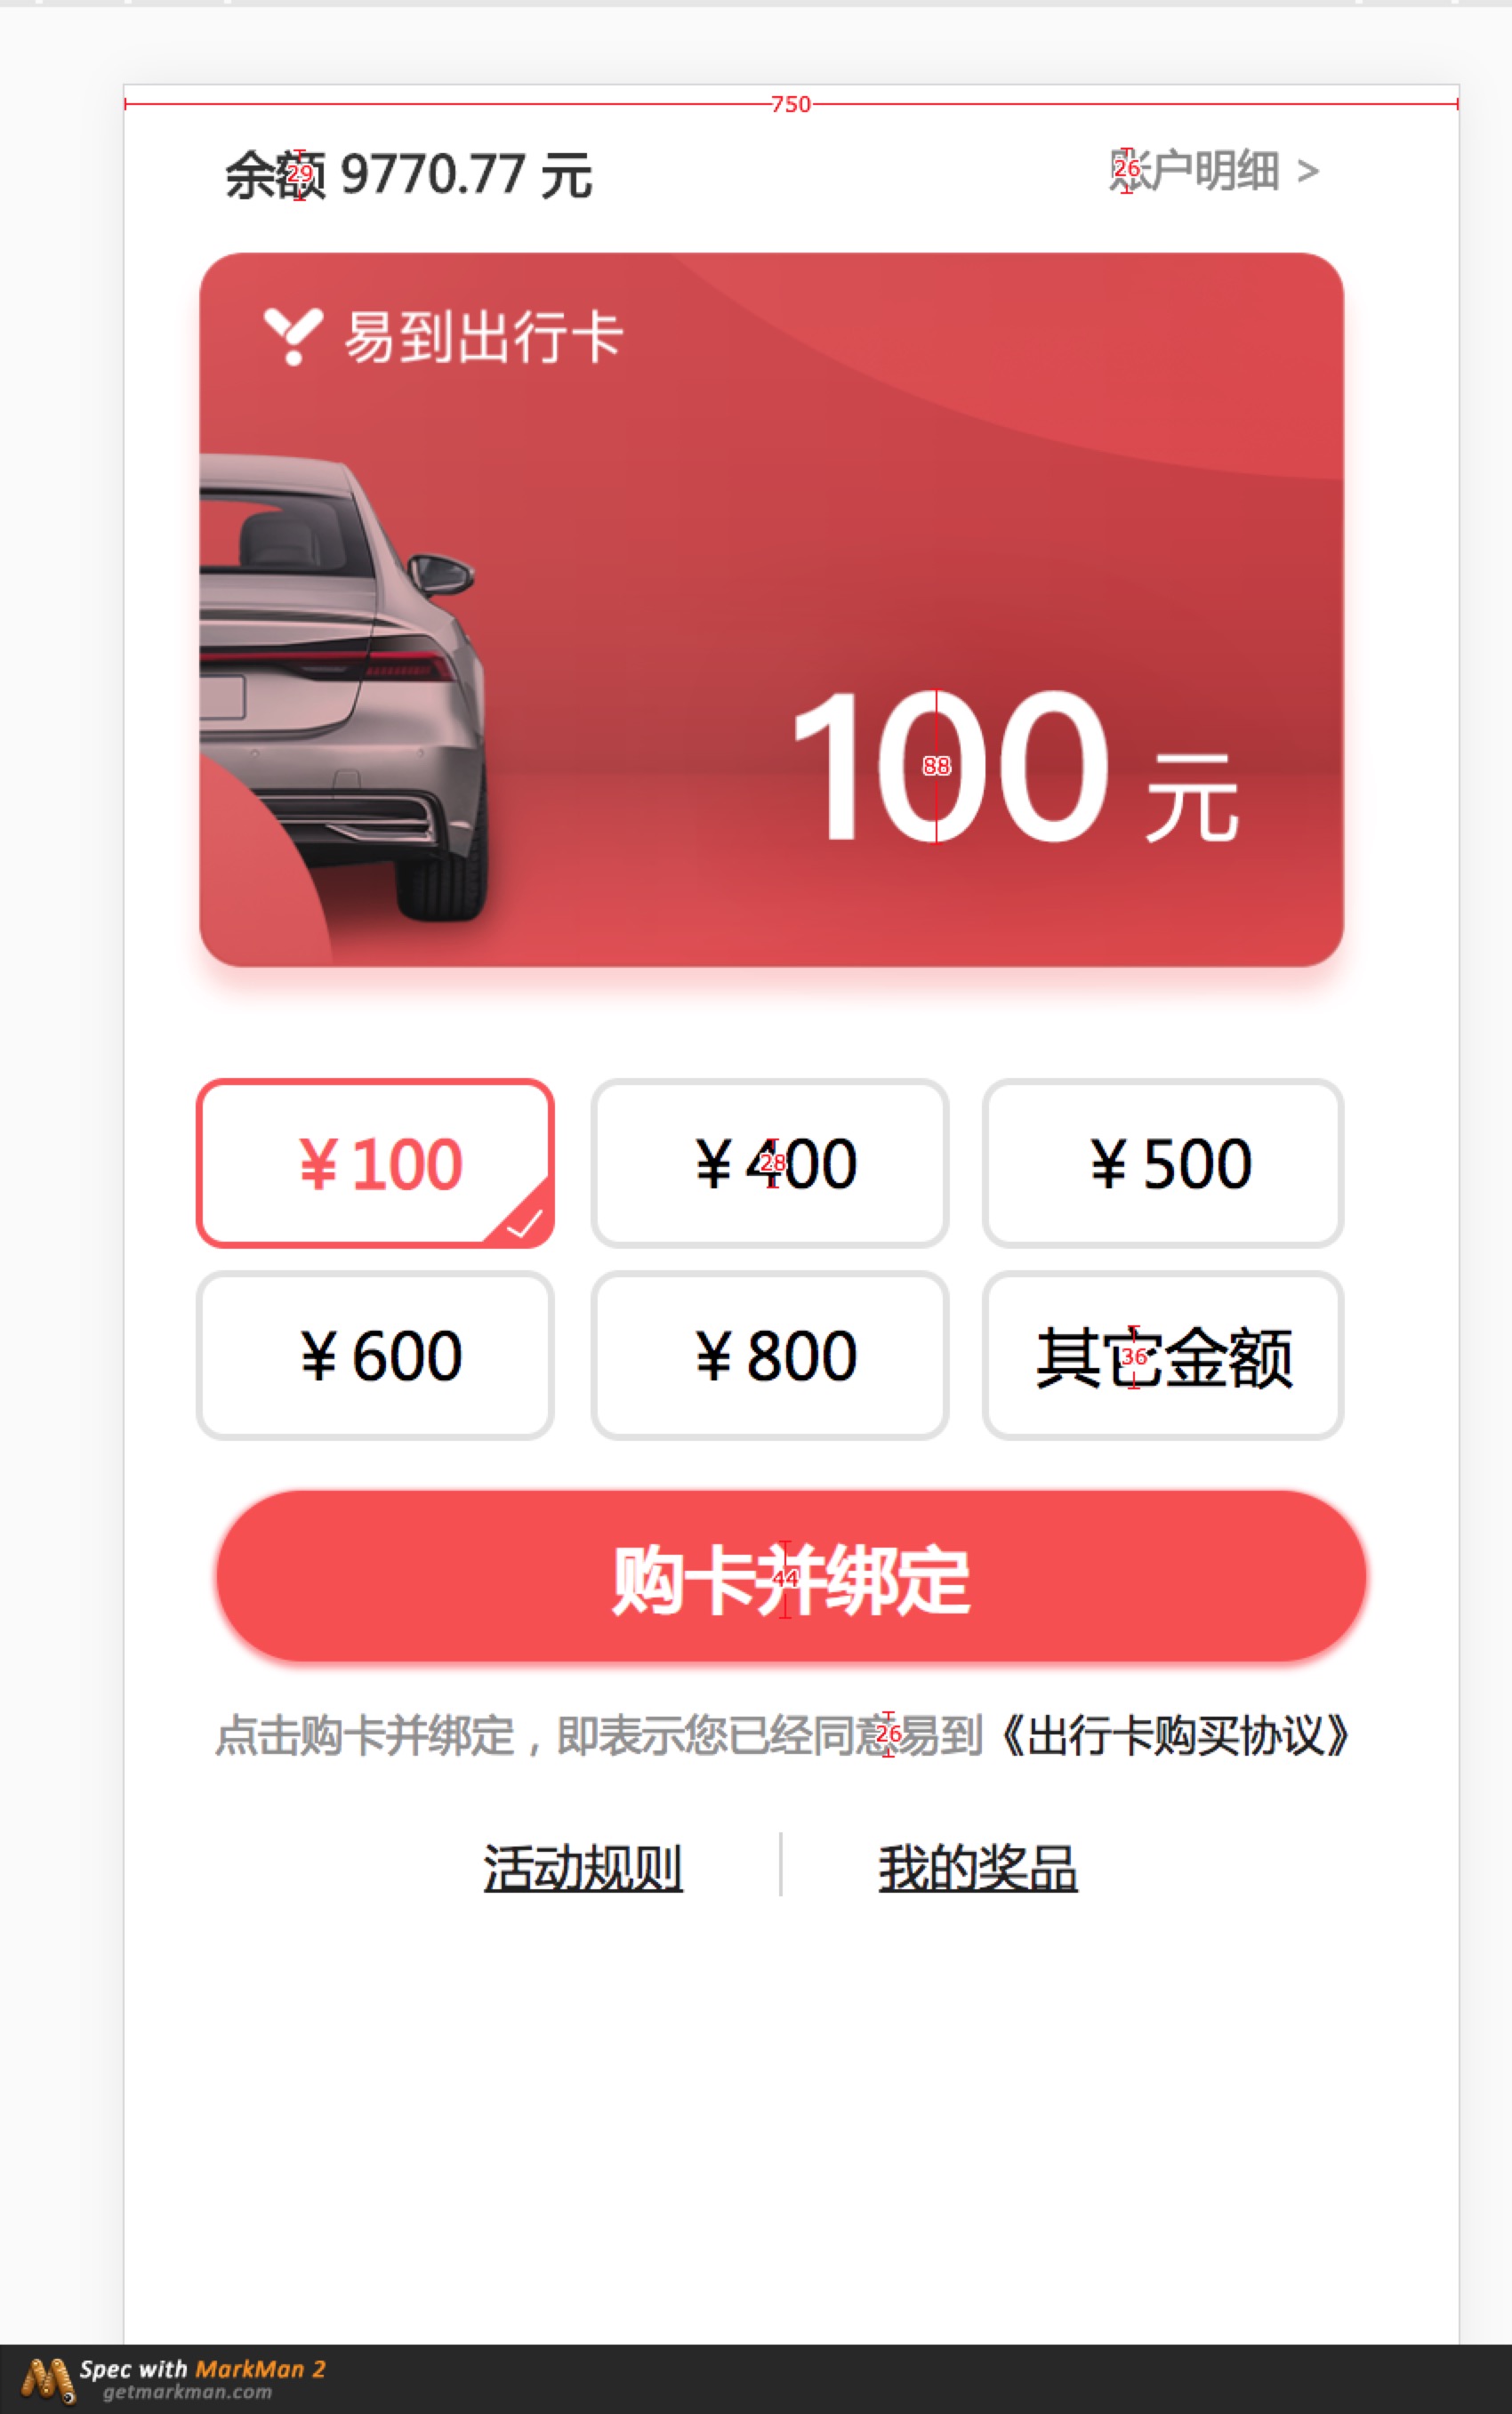 750
余额 9770.77 元
29
账户明细 >
26
易到出行卡
100 元
88
¥ 100
¥ 400
28
¥ 500
¥ 600
¥ 800
其它金额
36
购卡并绑定
44
点击购卡并绑定，即表示您已经同意易到《出行卡购买协议》
26
活动规则
我的奖品
Spec with MarkMan 2
getmarkman.com